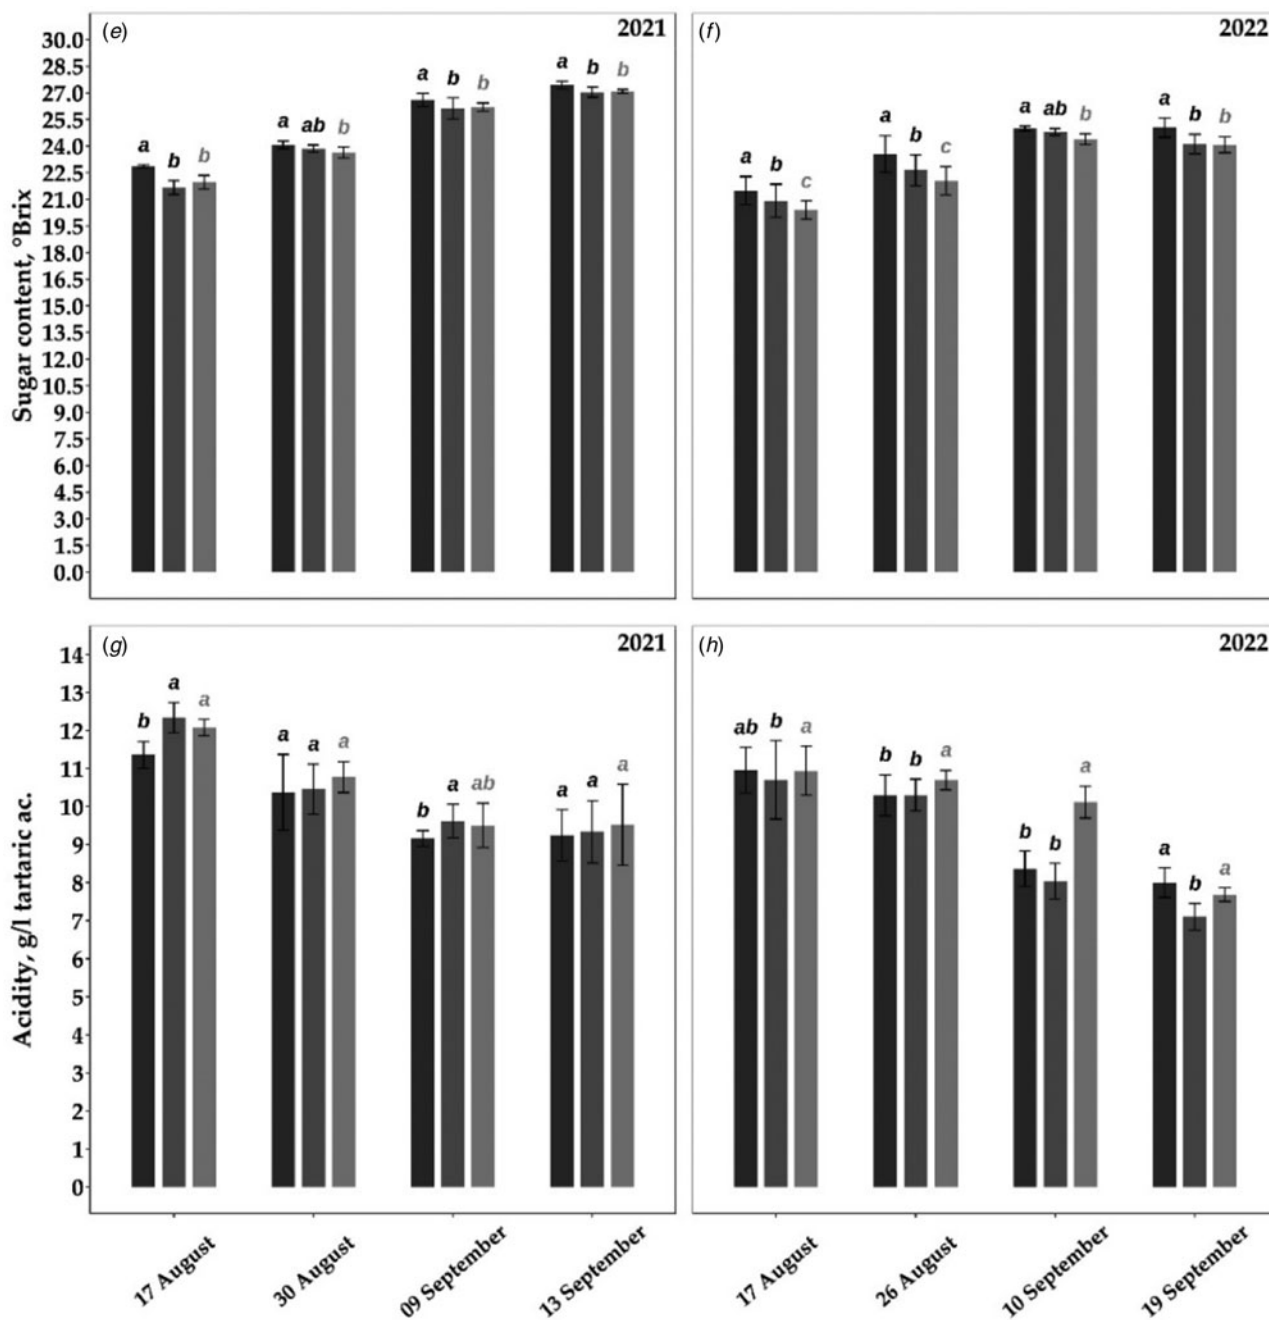 (e) 2021
(f) 2022
Sugar content, °Brix
30.0
28.5
27.0
25.5
24.0
22.5
21.0
19.5
18.0
16.5
15.0
13.5
12.0
10.5
9.0
7.5
6.0
4.5
3.0
1.5
0.0
a b b
a ab b
a b b
a b b
a b c
a b c
a ab b
a b b
(g) 2021
(h) 2022
Acidity, g/l tartaric ac.
14
13
12
11
10
9
8
7
6
5
4
3
2
1
0
b a a
a a a
b a ab
a a a
ab b a
b b a
b b a
a b a
17 August
30 August
09 September
13 September
17 August
26 August
10 September
19 September